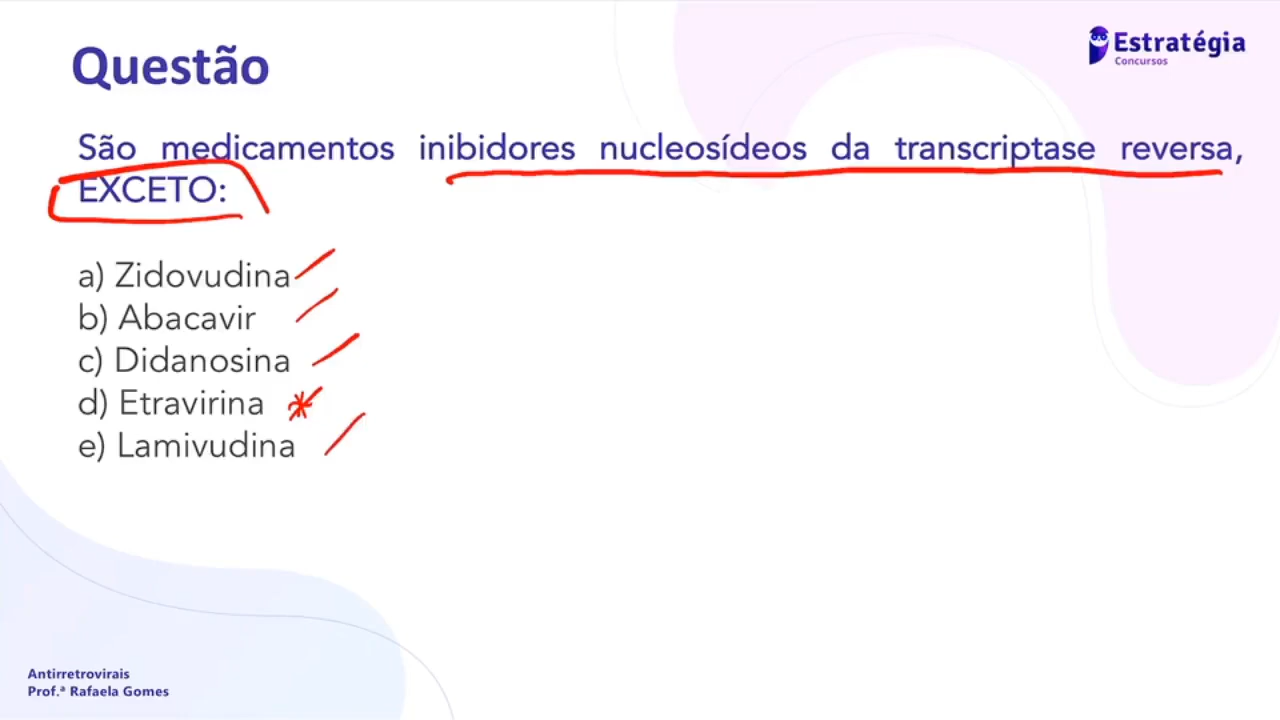 Questão
Estratégia
Concursos
São medicamentos inibidores nucleosídeos da transcriptase reversa,
EXCETO:
a) Zidovudina
b) Abacavir
c) Didanosina
d) Etravirina
e) Lamivudina
Antirretrovirais
Prof.ª Rafaela Gomes